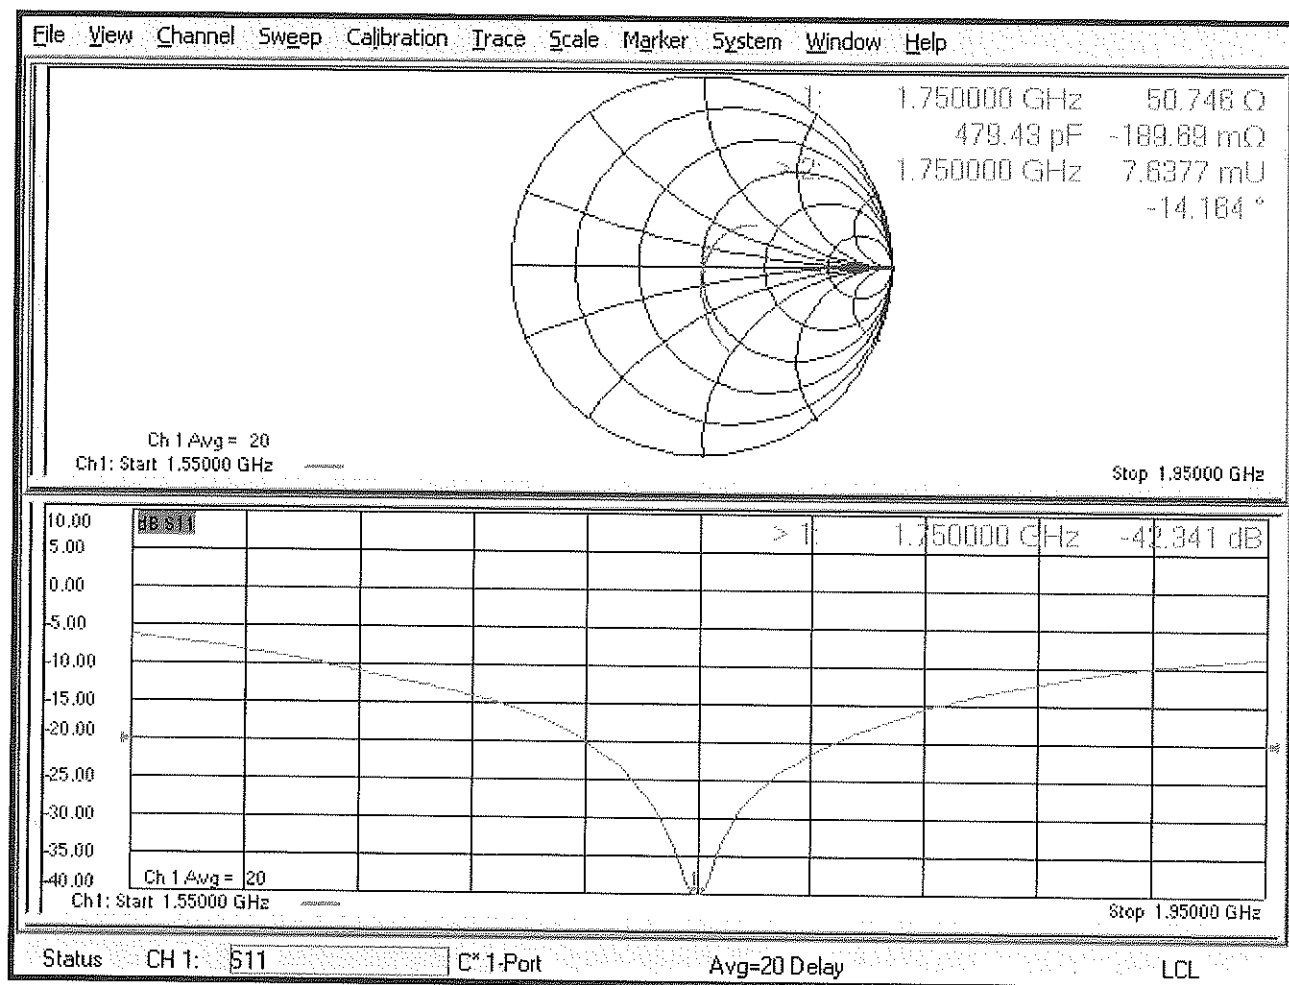 File View Channel Sweep Calibration Trace Scale Marker System Window Help
1: 1.750000 GHz 50.746 Ω
479.43 pF -189.69 mΩ
> 2: 1.750000 GHz 7.6377 mU
-14.164 °
Ch 1 Avg = 20
Ch1: Start 1.55000 GHz
Stop 1.95000 GHz
10.00
dB S11
> 1: 1.750000 GHz -42.341 dB
5.00
0.00
-5.00
-10.00
-15.00
-20.00
-25.00
-30.00
-35.00
-40.00
1
Ch 1 Avg = 20
Ch1: Start 1.55000 GHz
Stop 1.95000 GHz
Status CH 1: S11 C* 1-Port Avg=20 Delay LCL